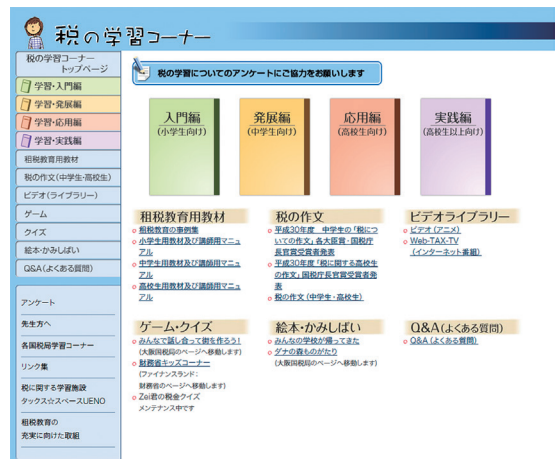 税の学習コーナー
税の学習コーナー
トップページ
学習・入門編
学習・発展編
学習・応用編
学習・実践編
租税教育用教材
税の作文(中学生・高校生)
ビデオ(ライブラリー)
ゲーム
クイズ
絵本・かみしばい
Q&A(よくある質問)
アンケート
先生方へ
各国税局学習コーナー
リンク集
税に関する学習施設
タックス☆スペースUENO
租税教育の
充実に向けた取組
税の学習についてのアンケートにご協力をお願いします
入門編
(小学生向け)
発展編
(中学生向け)
応用編
(高校生向け)
実践編
(高校生以上向け)
租税教育用教材
租税教育の事例集
小学生用教材及び講師用マニュ
アル
中学生用教材及び講師用マニュ
アル
高校生用教材及び講師用マニュ
アル
税の作文
平成30年度 中学生の「税につ
いての作文」各大臣賞・国税庁
長官賞受賞者発表
平成30年度「税に関する高校生
の作文」国税庁長官賞受賞者発
表
税の作文(中学生・高校生)
ビデオライブラリー
ビデオ(アニメ)
Web-TAX-TV
(インターネット番組)
ゲーム・クイズ
みんなで話し合って街を作ろう!
(大阪国税局のページへ移動します)
財務省キッズコーナー
(ファイナンスランド:
財務省のページへ移動します)
Zei君の税金クイズ
メンテナンス中です
絵本・かみしばい
みんなの学校が帰ってきた
ダナの森ものがたり
(大阪国税局のページへ移動します)
Q&A(よくある質問)
Q&A(よくある質問)